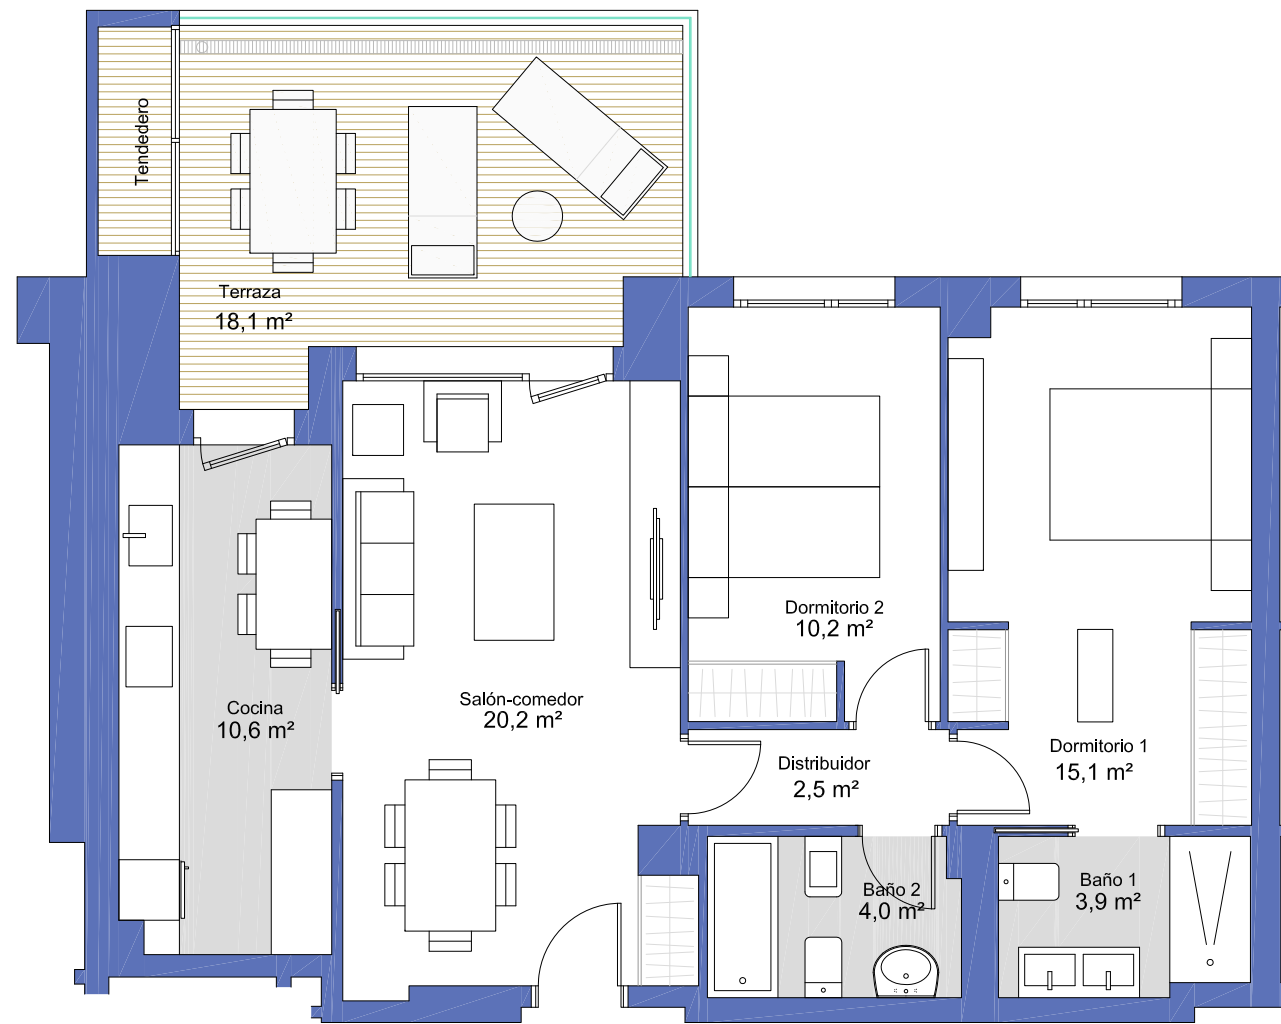 Tendedero
Terraza
18,1 m²
Dormitorio 2
10,2 m²
Salón-comedor
20,2 m²
Cocina
10,6 m²
Dormitorio 1
15,1 m²
Distribuidor
2,5 m²
Baño 2
4,0 m²
Baño 1
3,9 m²